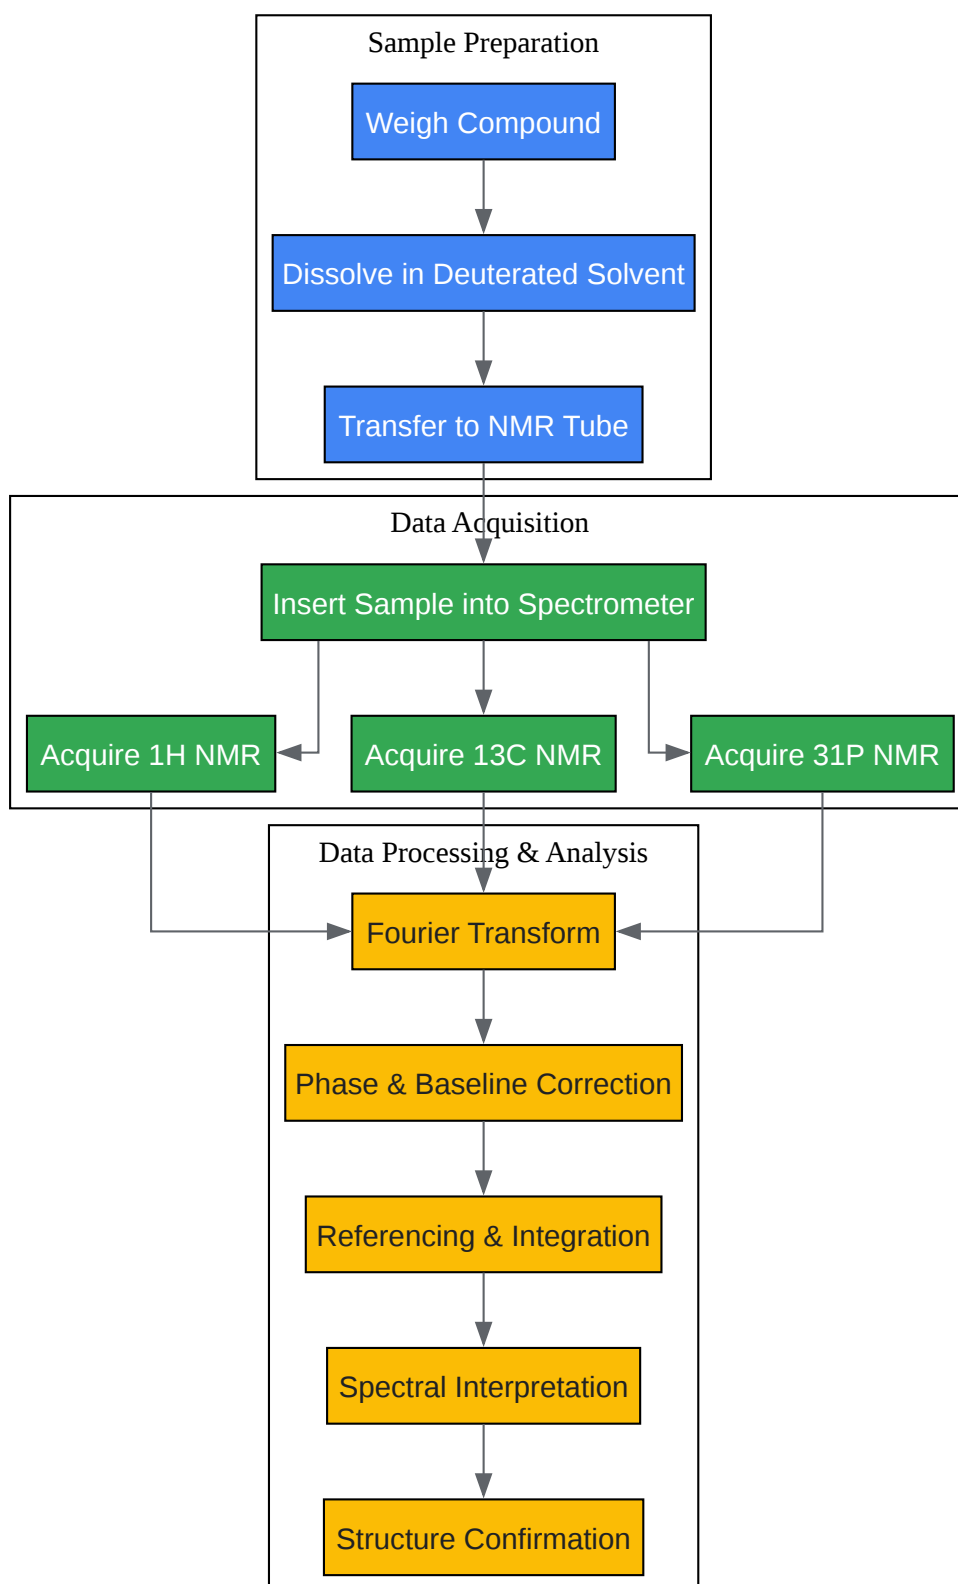 Sample Preparation
Weigh Compound
Dissolve in Deuterated Solvent
Transfer to NMR Tube
Data Acquisition
Insert Sample into Spectrometer
Acquire 1H NMR
Acquire 13C NMR
Acquire 31P NMR
Data Processing & Analysis
Fourier Transform
Phase & Baseline Correction
Referencing & Integration
Spectral Interpretation
Structure Confirmation